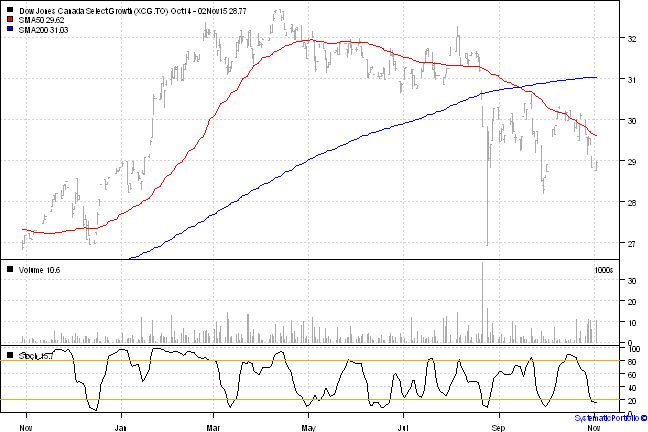 Dow Jones Canada Select Growth (XCG.TO) Oct14 - 02Nov15 28.77
SMA50 29.62
SMA200 31.03
32
31
30
29
28
27
Volume 10.6
1000s
30
20
10
0
Stoch 15.7
100
80
60
40
20
0
Nov Jan Mar May Jul Sep Nov
SystematicPortfolio ©